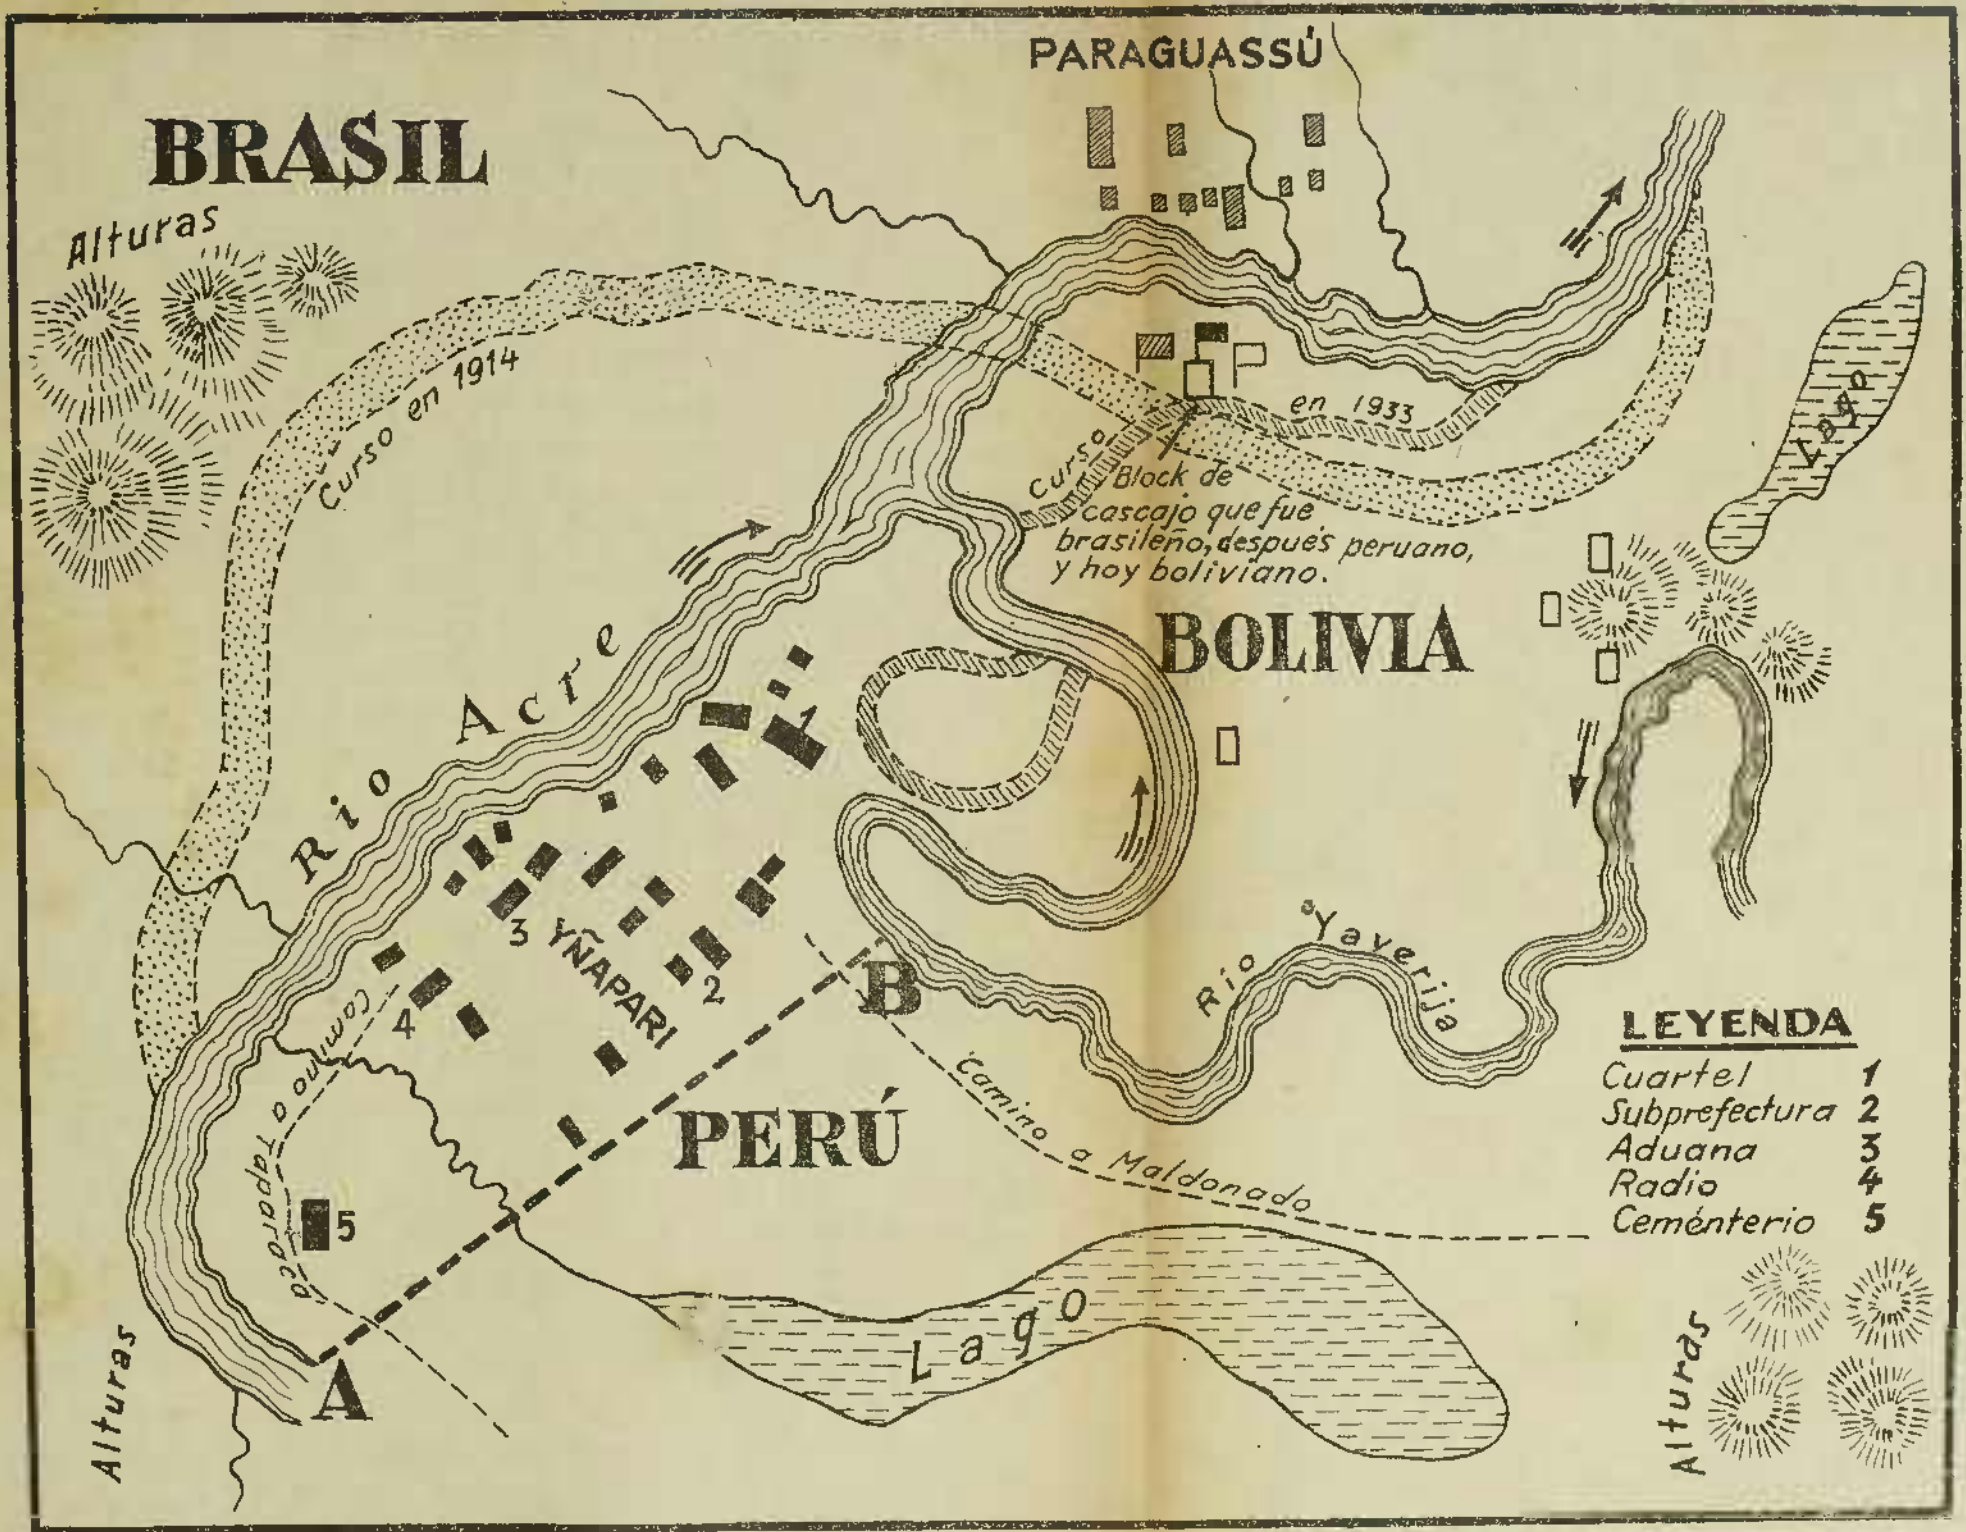 PARAGUASSÚ
BRASIL
Alturas
Curso en 1914
Curso en 1933
Lago
Block de
cascajo que fue
brasileño, después peruano,
y hoy boliviano.
BOLIVIA
Rio Acre
1
3
YÑAPARI
2
4
B
Rio Yaverija
Camino a Taparaco
PERÚ
Camino a Maldonado
5
Lago
A
Alturas
LEYENDA
Cuartel 1
Subprefectura 2
Aduana 3
Radio 4
Ceménterio 5
Alturas